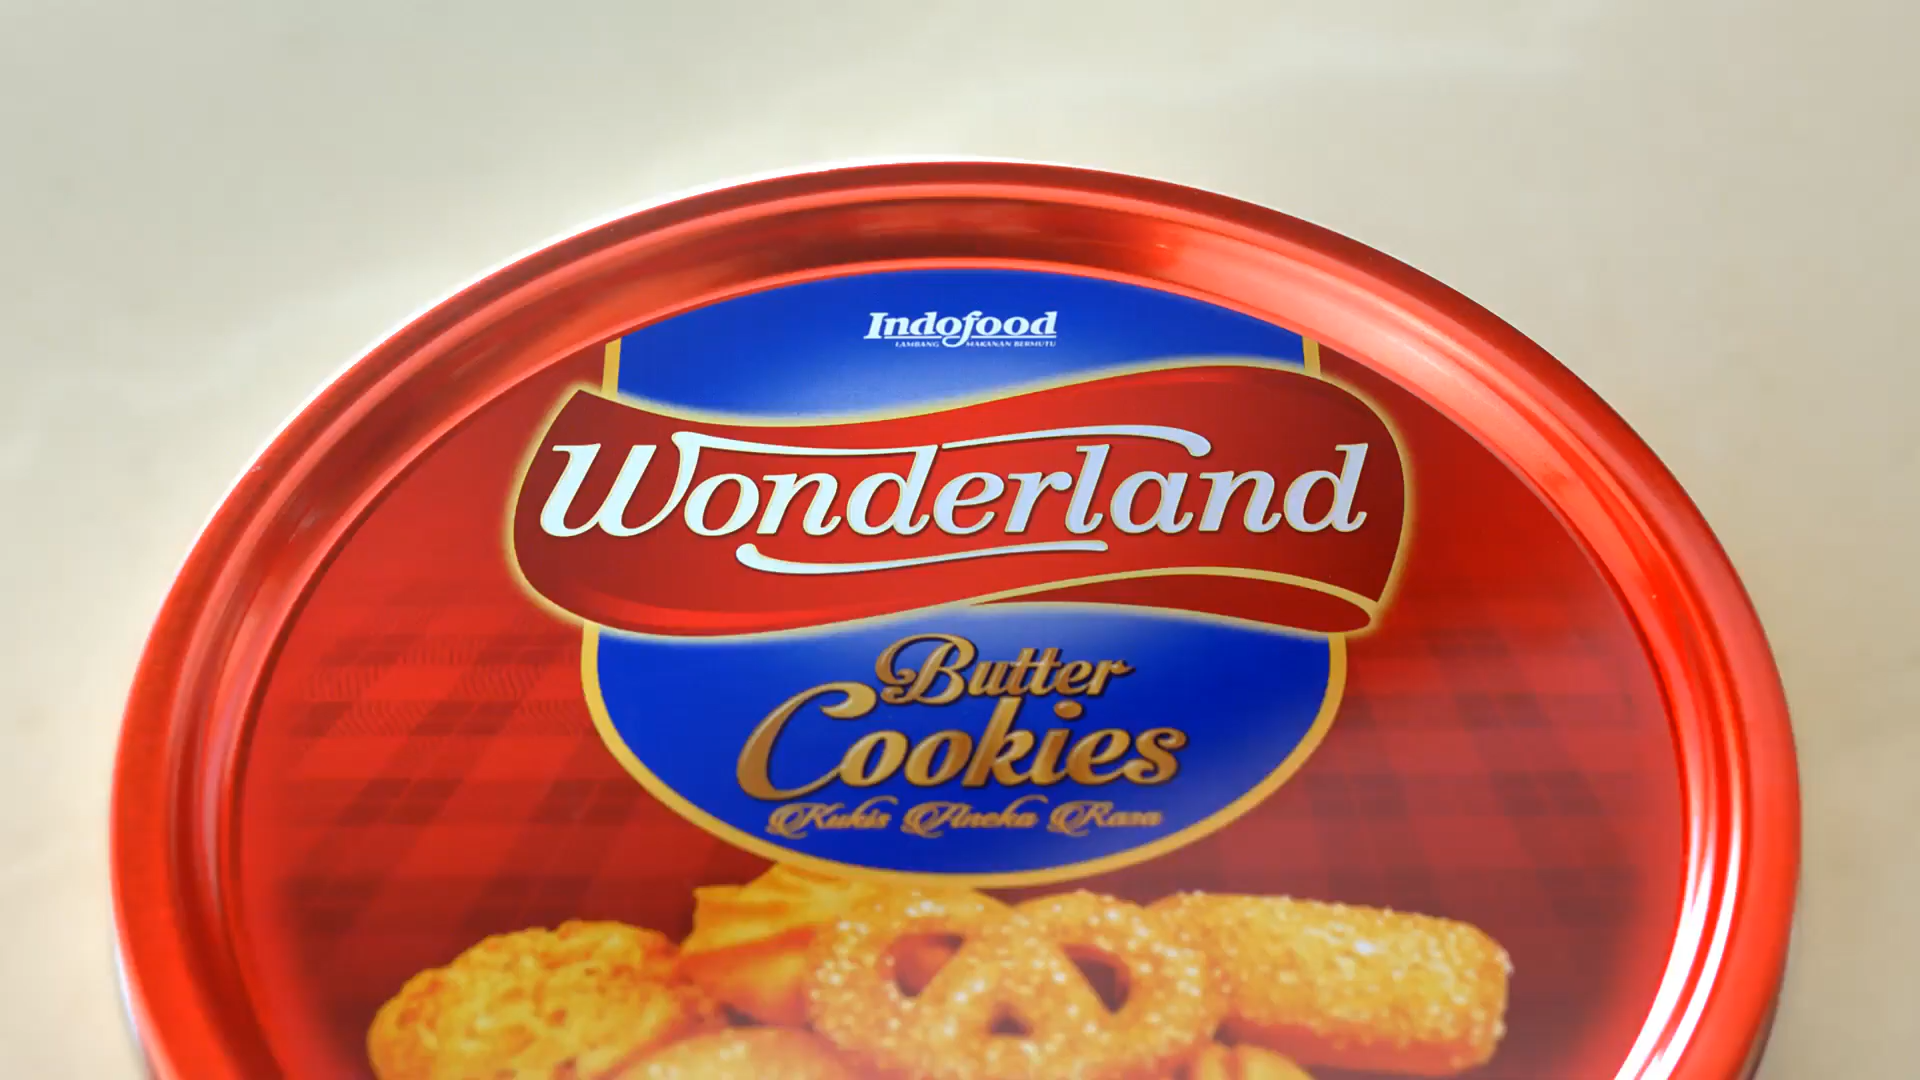 Indofood
LAMBANG MAKANAN BERMUTU
Wonderland
Butter
Cookies
Kukis Aneka Rasa